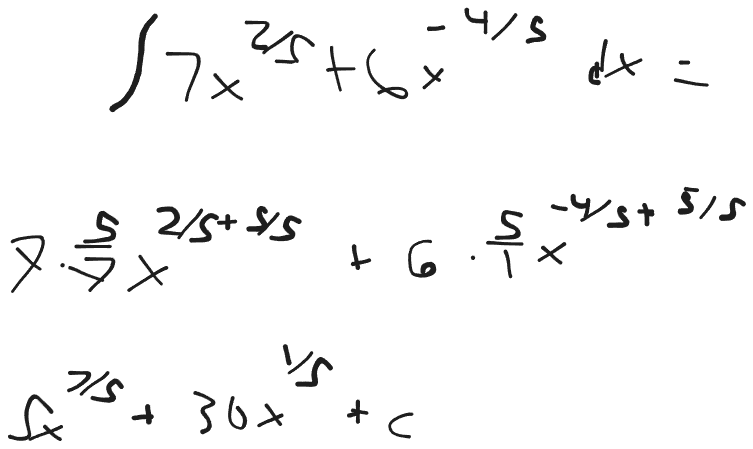 ∫ 7x^{2/5} + 6x^{-4/5} dx =
7 · 5/7 x^{2/5 + 5/5} + 6 · 5/1 x^{-4/5 + 5/5}
5x^{7/5} + 30x^{1/5} + c